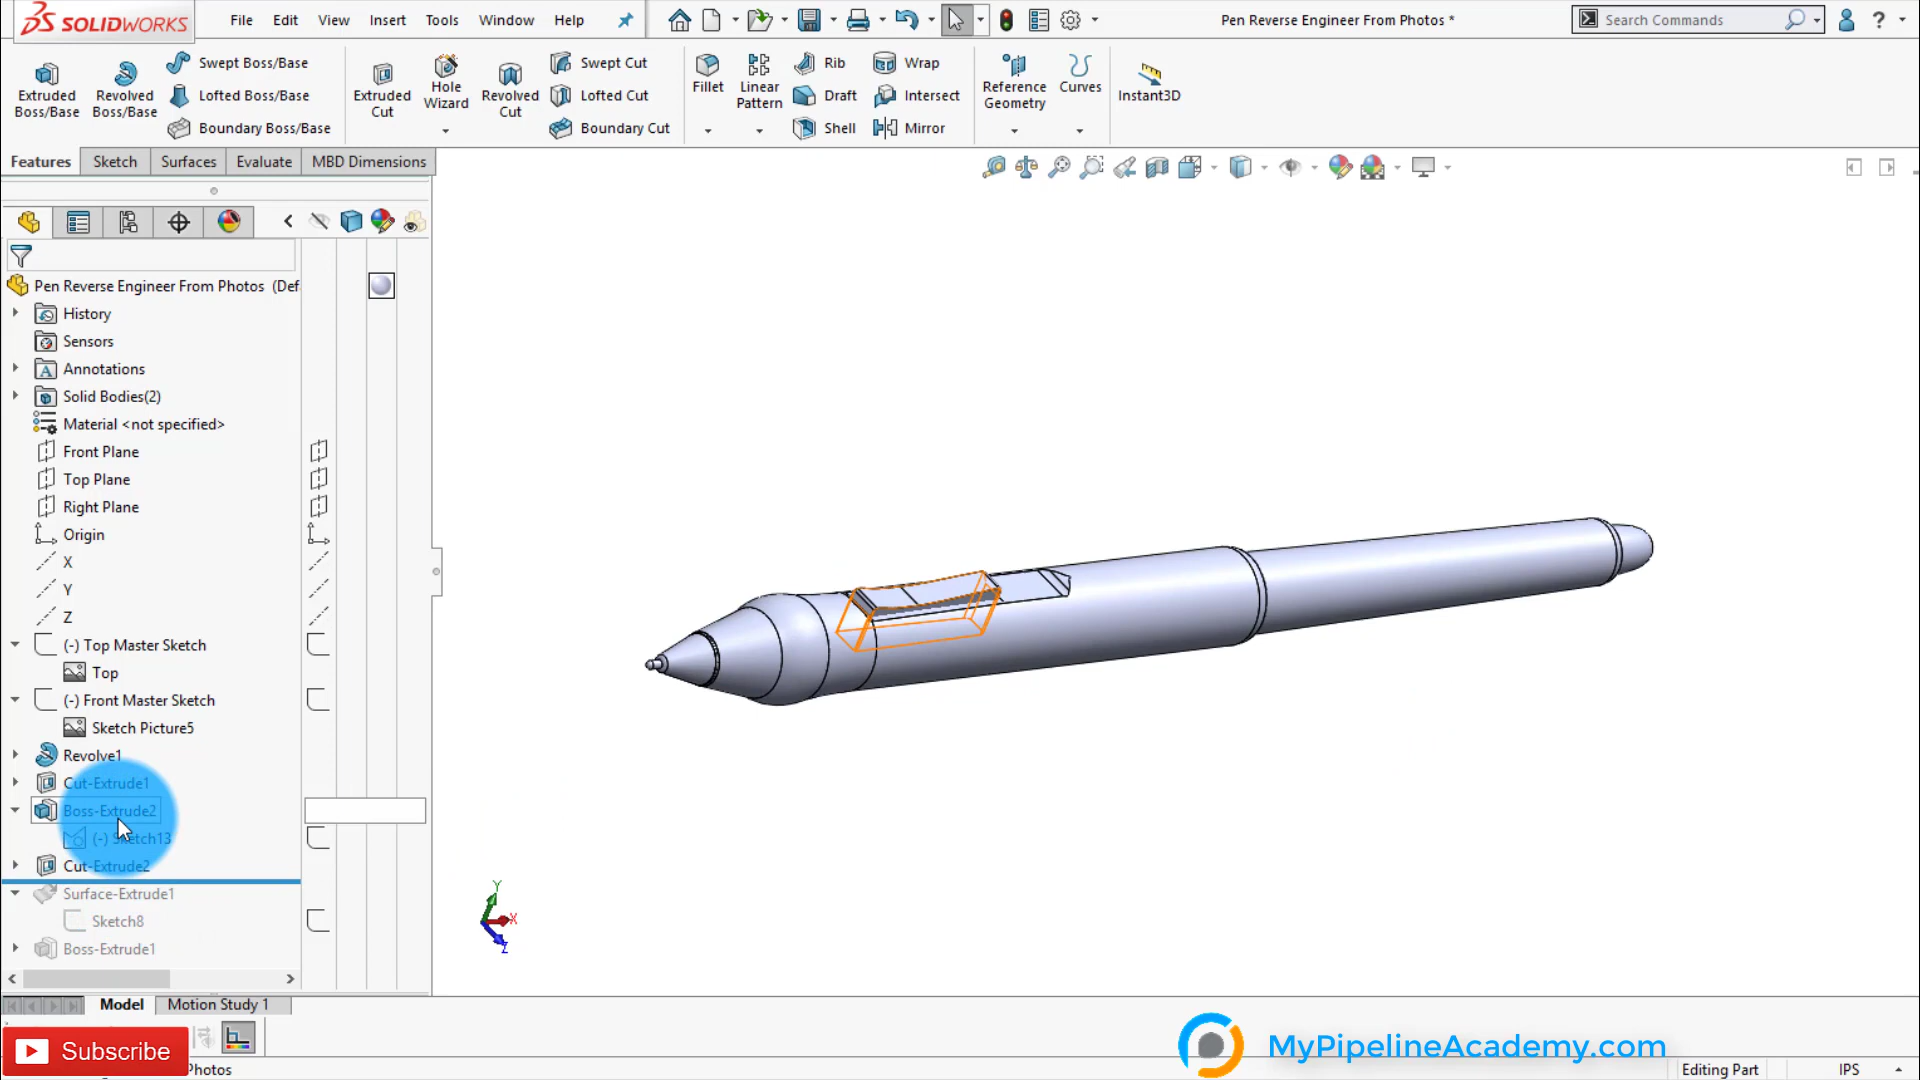 SOLIDWORKS
File Edit View Insert Tools Window Help
Pen Reverse Engineer From Photos *
Search Commands
?
Extruded Boss/Base
Revolved Boss/Base
Swept Boss/Base
Lofted Boss/Base
Boundary Boss/Base
Extruded Cut
Hole Wizard
Revolved Cut
Swept Cut
Lofted Cut
Boundary Cut
Fillet
Linear Pattern
Rib
Draft
Shell
Wrap
Intersect
Mirror
Reference Geometry
Curves
Instant3D
Features Sketch Surfaces Evaluate MBD Dimensions
Pen Reverse Engineer From Photos (Def
History
Sensors
A Annotations
Solid Bodies(2)
Material <not specified>
Front Plane
Top Plane
Right Plane
Origin
X
Y
Z
(-) Top Master Sketch
Top
(-) Front Master Sketch
Sketch Picture5
Revolve1
Cut-Extrude1
Boss-Extrude2
(-) Sketch13
Cut-Extrude2
Surface-Extrude1
Sketch8
Boss-Extrude1
Y
X
Z
Model Motion Study 1
Subscribe
MyPipelineAcademy.com
Photos
Editing Part
IPS